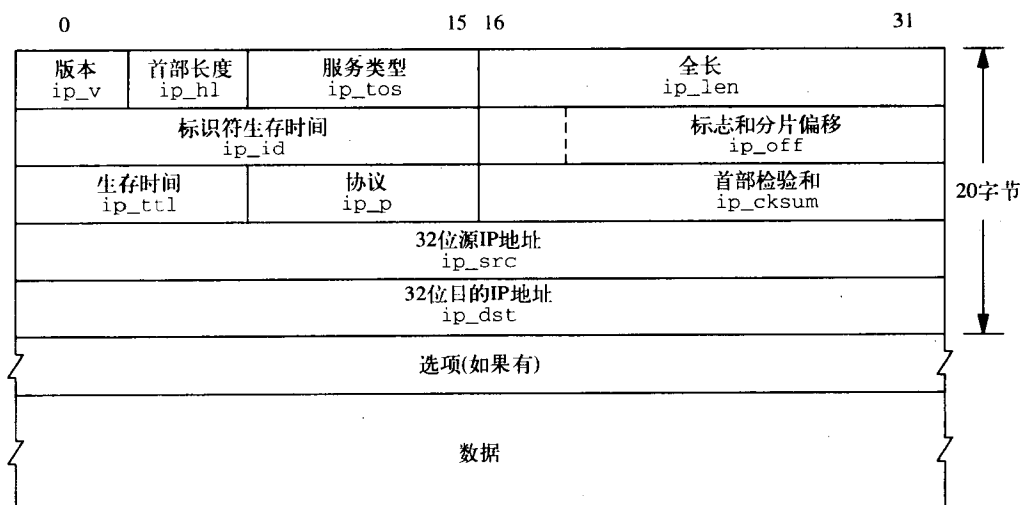 0 15 16 31
版本 首部长度 服务类型 全长
ip_v ip_hl ip_tos ip_len
标识符生存时间 标志和分片偏移
ip_id ip_off
生存时间 协议 首部检验和
ip_ttl ip_p ip_cksum
20字节
32位源IP地址
ip_src
32位目的IP地址
ip_dst
选项(如果有)
数据